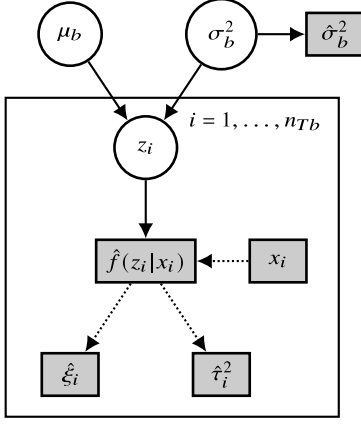 μ_b σ_b^2 σ̂_b^2
i = 1, . . . , n_{Tb}
z_i
f̂(z_i|x_i) x_i
ξ̂_i τ̂_i^2